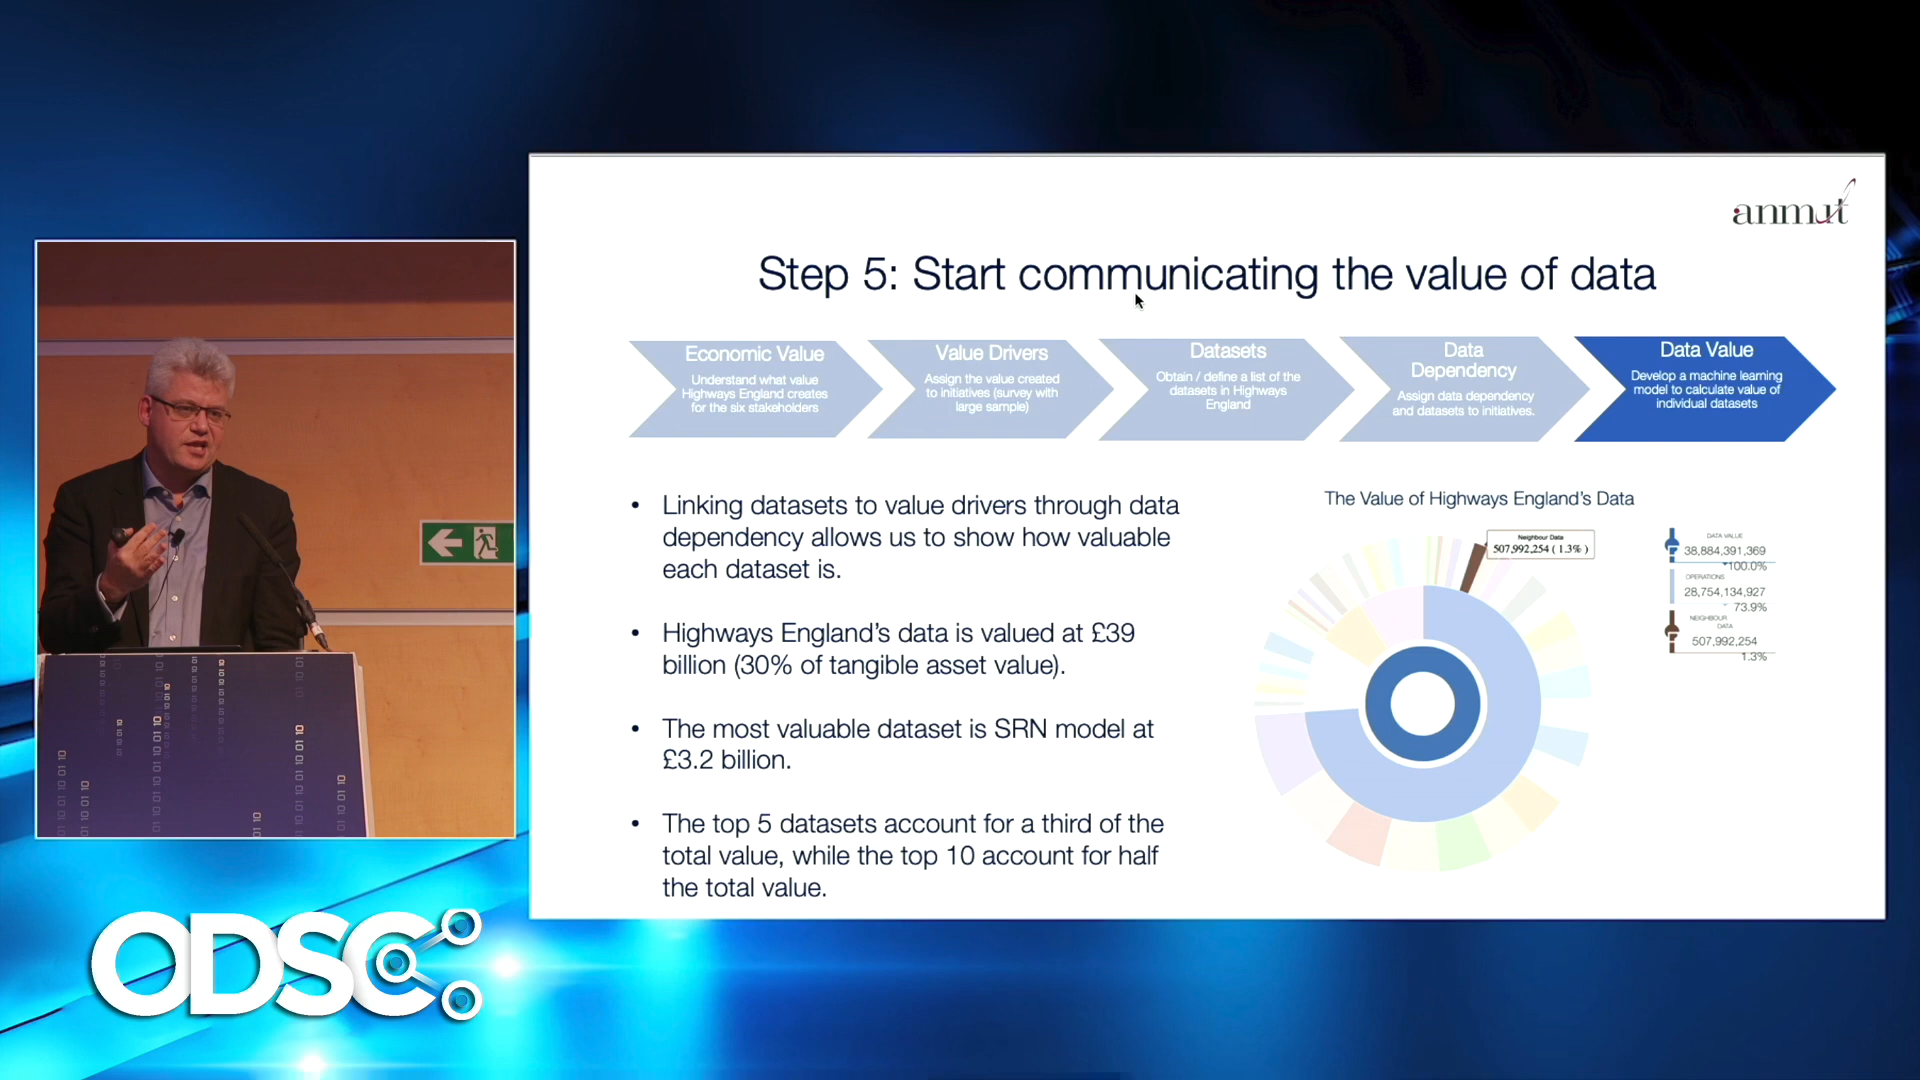 anmut
Step 5: Start communicating the value of data
Economic Value
Understand what value
Highways England creates
for the six stakeholders
Value Drivers
Assign the value created
to initiatives (survey with
large sample)
Datasets
Obtain / define a list of the
datasets in Highways
England
Data
Dependency
Assign data dependency
and datasets to initiatives.
Data Value
Develop a machine learning
model to calculate value of
individual datasets
• Linking datasets to value drivers through data
dependency allows us to show how valuable
each dataset is.
• Highways England’s data is valued at £39
billion (30% of tangible asset value).
• The most valuable dataset is SRN model at
£3.2 billion.
• The top 5 datasets account for a third of the
total value, while the top 10 account for half
the total value.
The Value of Highways England’s Data
Neighbour Data
507,992,254 ( 1.3% )
DATA VALUE
38,884,391,369
100.0%
OPERATIONS
28,754,134,927
73.9%
NEIGHBOUR
DATA
507,992,254
1.3%
ODSC